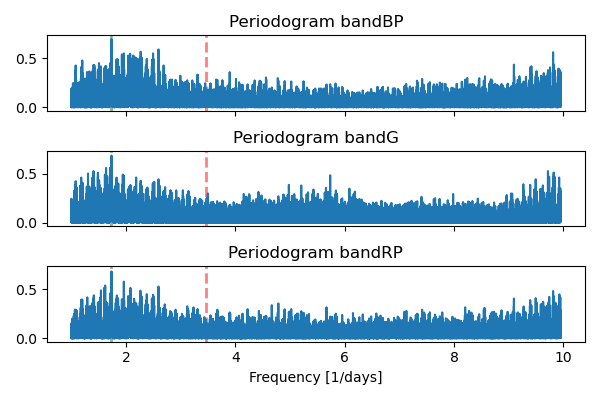 Periodogram bandBP
0.5
0.0
Periodogram bandG
0.5
0.0
Periodogram bandRP
0.5
0.0
2 4 6 8 10
Frequency [1/days]